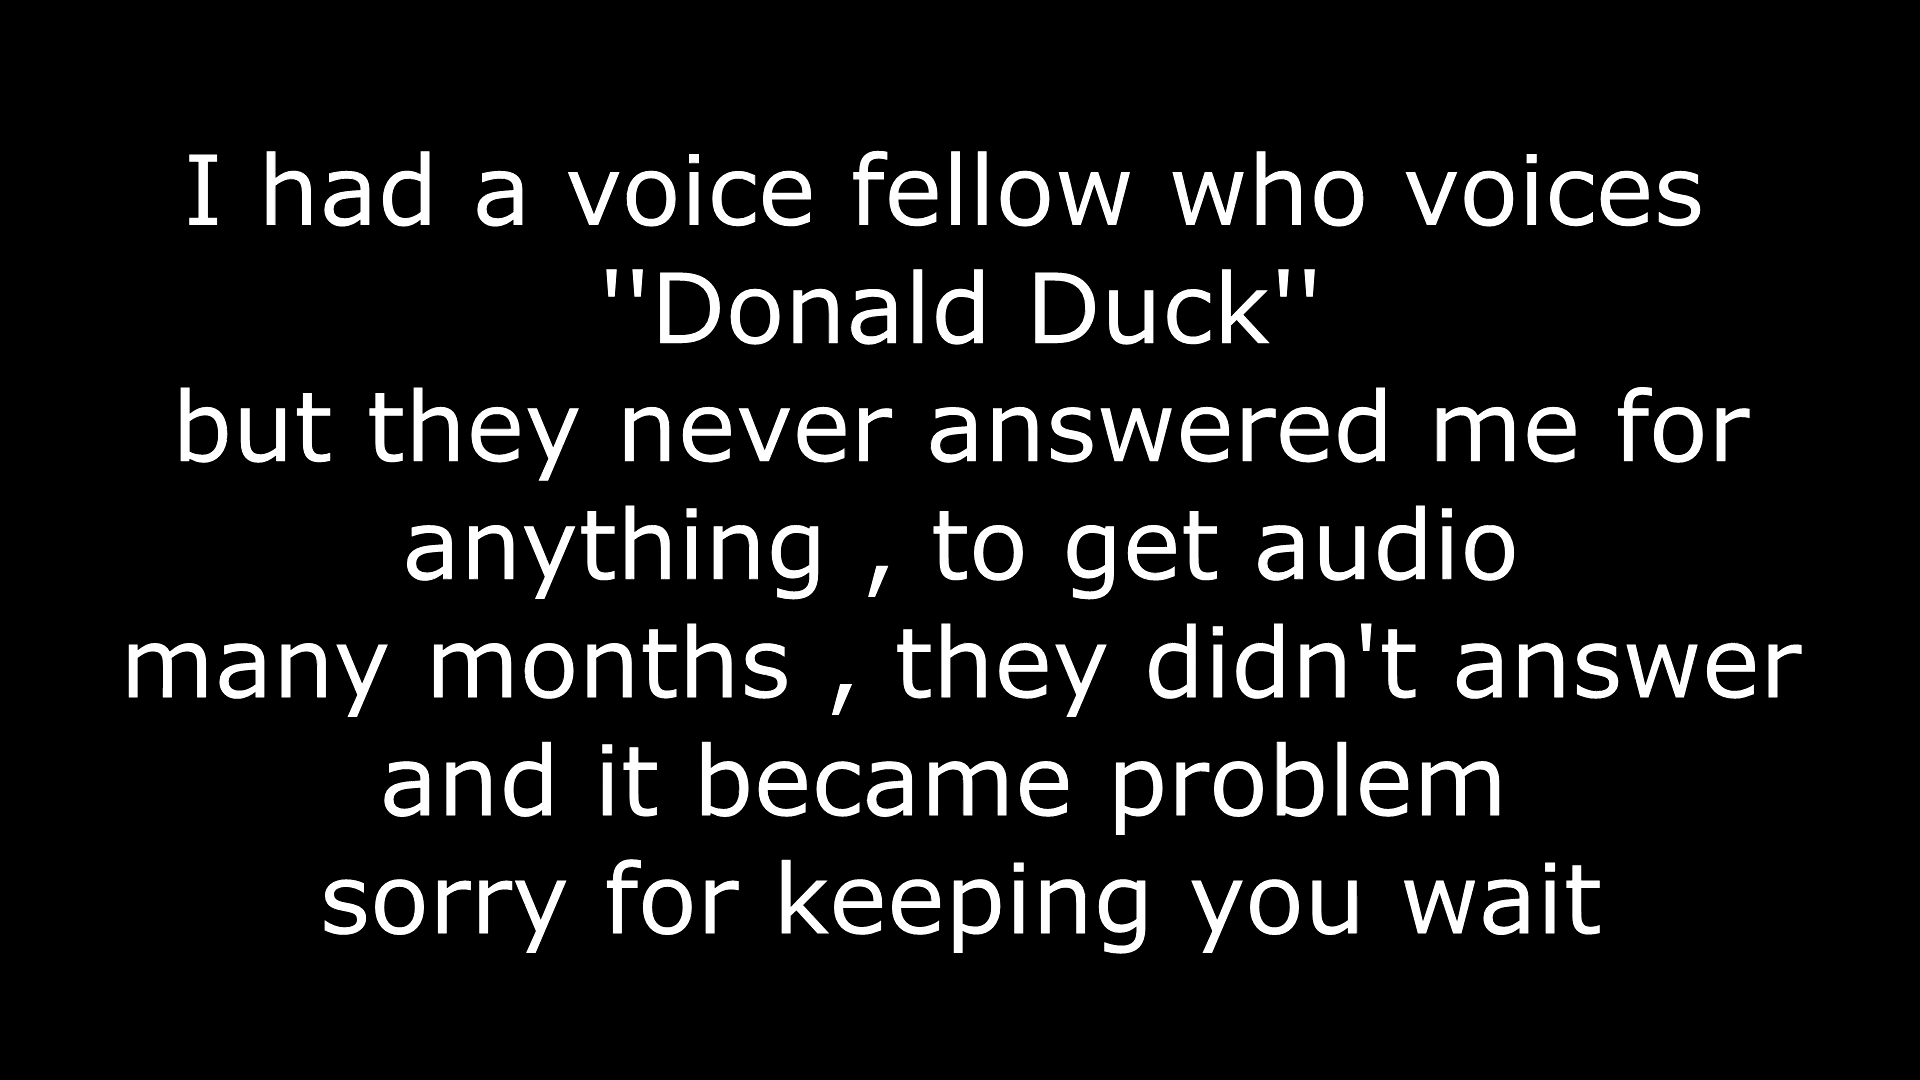 I had a voice fellow who voices
''Donald Duck''
but they never answered me for
anything , to get audio
many months , they didn't answer
and it became problem
sorry for keeping you wait